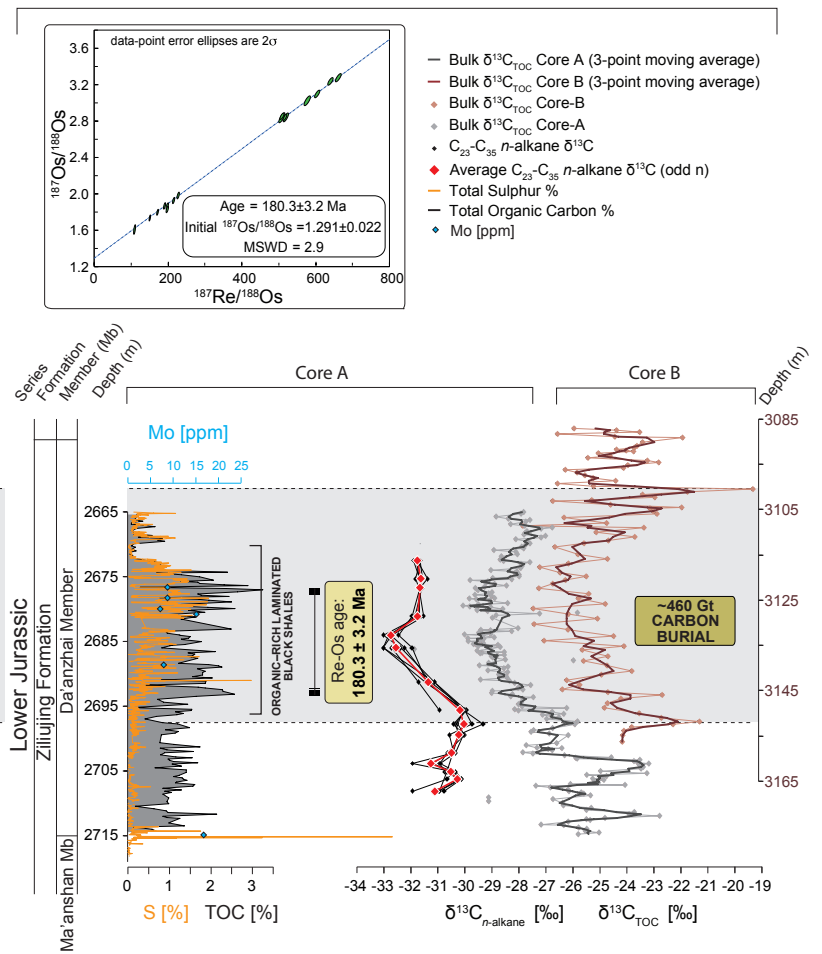 3.6
3.2
2.8
2.4
2.0
1.6
1.2
187Os/188Os
data-point error ellipses are 2σ
Age = 180.3±3.2 Ma
Initial 187Os/188Os =1.291±0.022
MSWD = 2.9
0 200 400 600 800
187Re/188Os
Bulk δ13CTOC Core A (3-point moving average)
Bulk δ13CTOC Core B (3-point moving average)
Bulk δ13CTOC Core-B
Bulk δ13CTOC Core-A
C23-C35 n-alkane δ13C
Average C23-C35 n-alkane δ13C (odd n)
Total Sulphur %
Total Organic Carbon %
Mo [ppm]
Series
Formation
Member (Mb)
Depth (m)
Core A
Core B
Depth (m)
Mo [ppm]
0 5 10 15 20 25
2665
2675
2685
2695
2705
2715
Lower Jurassic
Ziliujing Formation
Da'anzhai Member
Ma'anshan Mb
ORGANIC–RICH LAMINATED
BLACK SHALES
Re-Os age:
180.3 ± 3.2 Ma
~460 Gt
CARBON
BURIAL
3085
3105
3125
3145
3165
0 1 2 3
S [%] TOC [%]
-34 -33 -32 -31 -30 -29 -28 -27 -26 -25 -24 -23 -22 -21 -20 -19
δ13Cn-alkane [‰] δ13CTOC [‰]